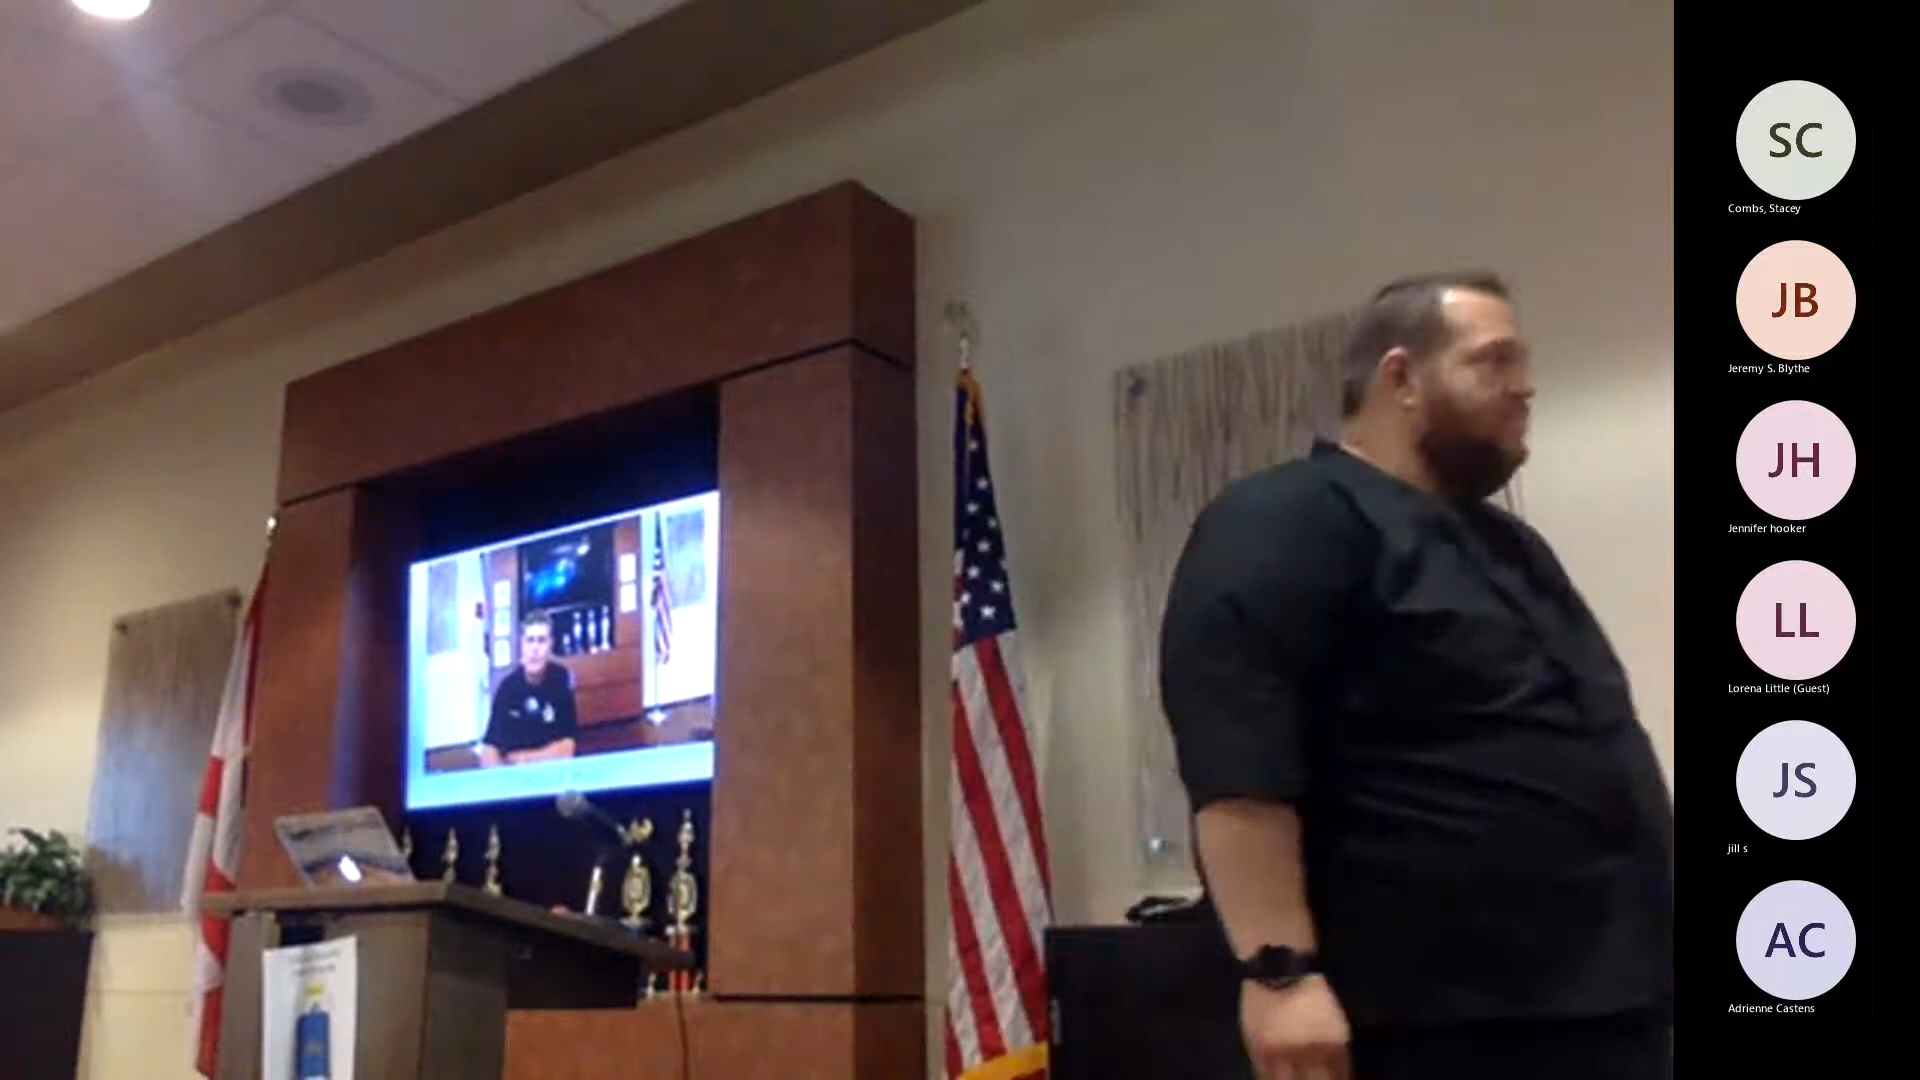 SC
Combs, Stacey
JB
Jeremy S. Blythe
JH
Jennifer hooker
LL
Lorena Little (Guest)
JS
jill s
AC
Adrienne Castens